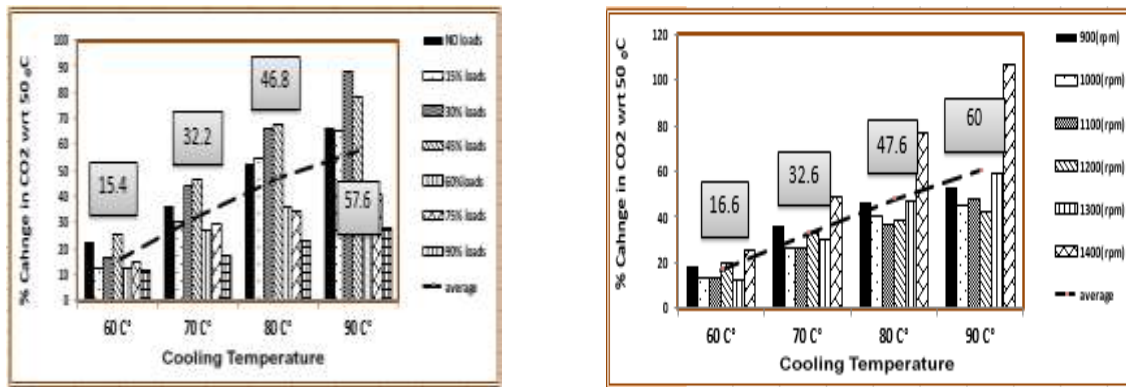 % Cahnge in CO2 wrt 50 oC
100
90
80
70
60
50
40
30
20
10
0
15.4
32.2
46.8
57.6
60 C°
70 C°
80 C°
90 C°
Cooling Temperature
NO loads
15% loads
30% loads
45% loads
60%loads
75% loads
90% loads
average
% Cahnge in CO2 wrt 50 oC
120
100
80
60
40
20
0
16.6
32.6
47.6
60
60 C°
70 C°
80 C°
90 C°
Cooling Temperature
900(rpm)
1000(rpm)
1100(rpm)
1200(rpm)
1300(rpm)
1400(rpm)
average